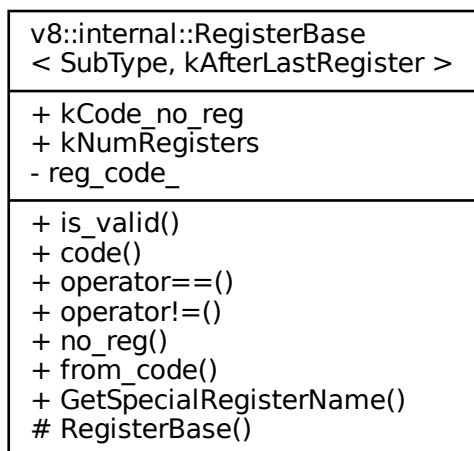 v8::internal::RegisterBase
< SubType, kAfterLastRegister >
+ kCode_no_reg
+ kNumRegisters
- reg_code_
+ is_valid()
+ code()
+ operator==()
+ operator!=()
+ no_reg()
+ from_code()
+ GetSpecialRegisterName()
# RegisterBase()